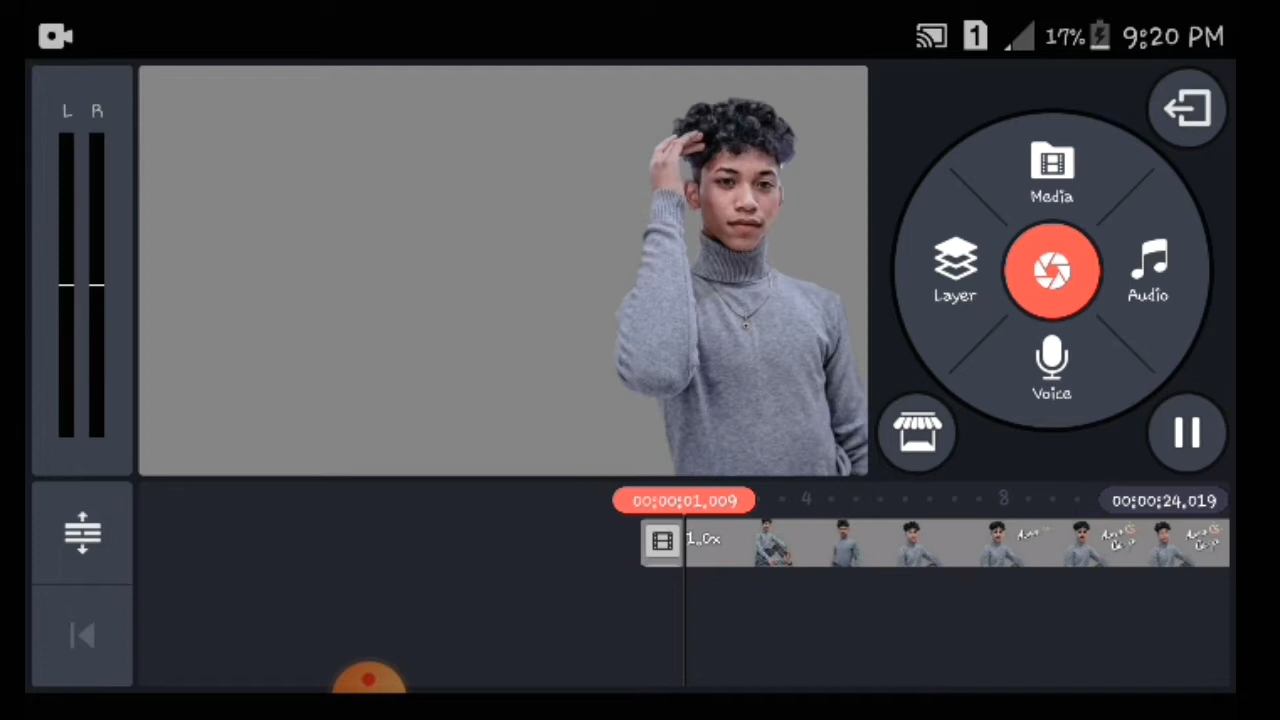 1 17% 9:20 PM
L R
Media
Layer
Audio
Voice
00:00:01.009 4 8 00:00:24.019
1.0x